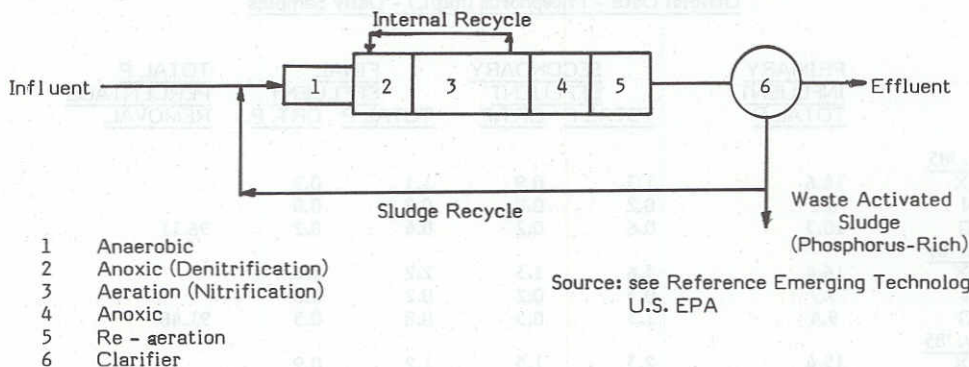 Internal Recycle
Influent
1 2 3 4 5 6
Effluent
Sludge Recycle
Waste Activated
Sludge
(Phosphorus-Rich)
1 Anaerobic
2 Anoxic (Denitrification)
3 Aeration (Nitrification)
4 Anoxic
5 Re - aeration
6 Clarifier
Source: see Reference Emerging Technolog
U.S. EPA